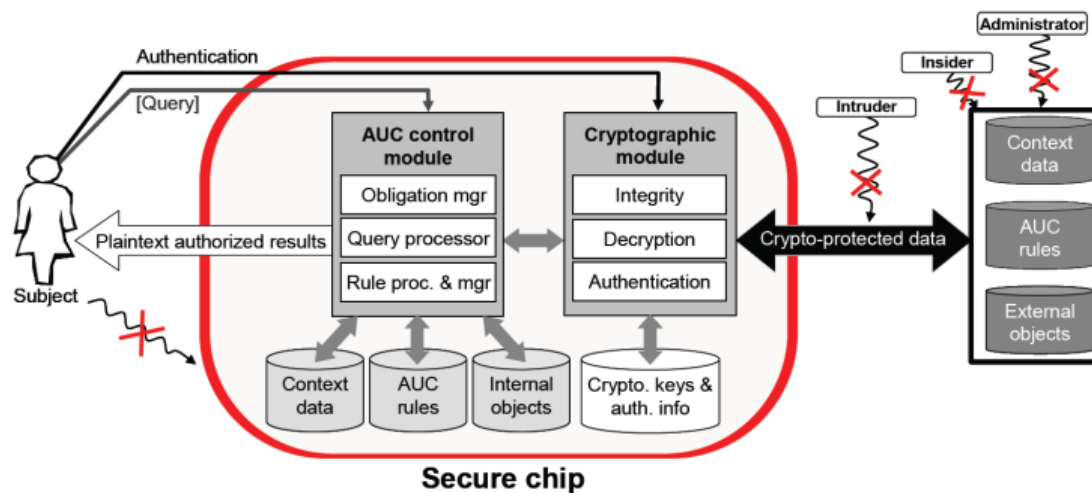 Administrator
Authentication
Insider
[Query]
Intruder
AUC control
module
Cryptographic
module
Context
data
Obligation mgr
Integrity
Plaintext authorized results
Query processor
Decryption
Crypto-protected data
AUC
rules
Rule proc. & mgr
Authentication
Subject
External
objects
Context
data
AUC
rules
Internal
objects
Crypto. keys &
auth. info
Secure chip